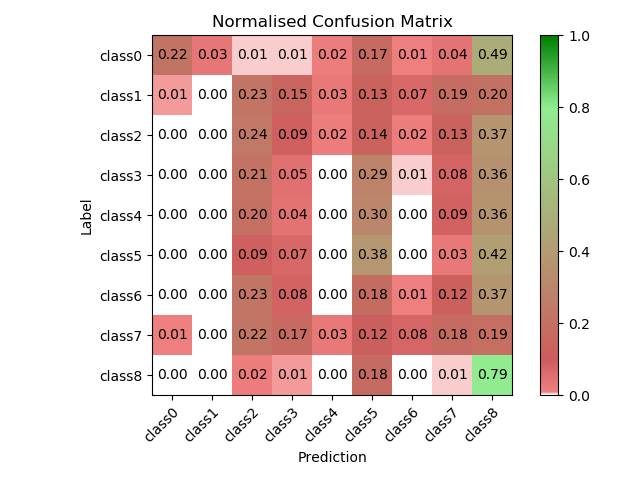 Normalised Confusion Matrix
class0 0.22 0.03 0.01 0.01 0.02 0.17 0.01 0.04 0.49
class1 0.01 0.00 0.23 0.15 0.03 0.13 0.07 0.19 0.20
class2 0.00 0.00 0.24 0.09 0.02 0.14 0.02 0.13 0.37
class3 0.00 0.00 0.21 0.05 0.00 0.29 0.01 0.08 0.36
class4 0.00 0.00 0.20 0.04 0.00 0.30 0.00 0.09 0.36
class5 0.00 0.00 0.09 0.07 0.00 0.38 0.00 0.03 0.42
class6 0.00 0.00 0.23 0.08 0.00 0.18 0.01 0.12 0.37
class7 0.01 0.00 0.22 0.17 0.03 0.12 0.08 0.18 0.19
class8 0.00 0.00 0.02 0.01 0.00 0.18 0.00 0.01 0.79
Label
class0 class1 class2 class3 class4 class5 class6 class7 class8
Prediction
1.0
0.8
0.6
0.4
0.2
0.0